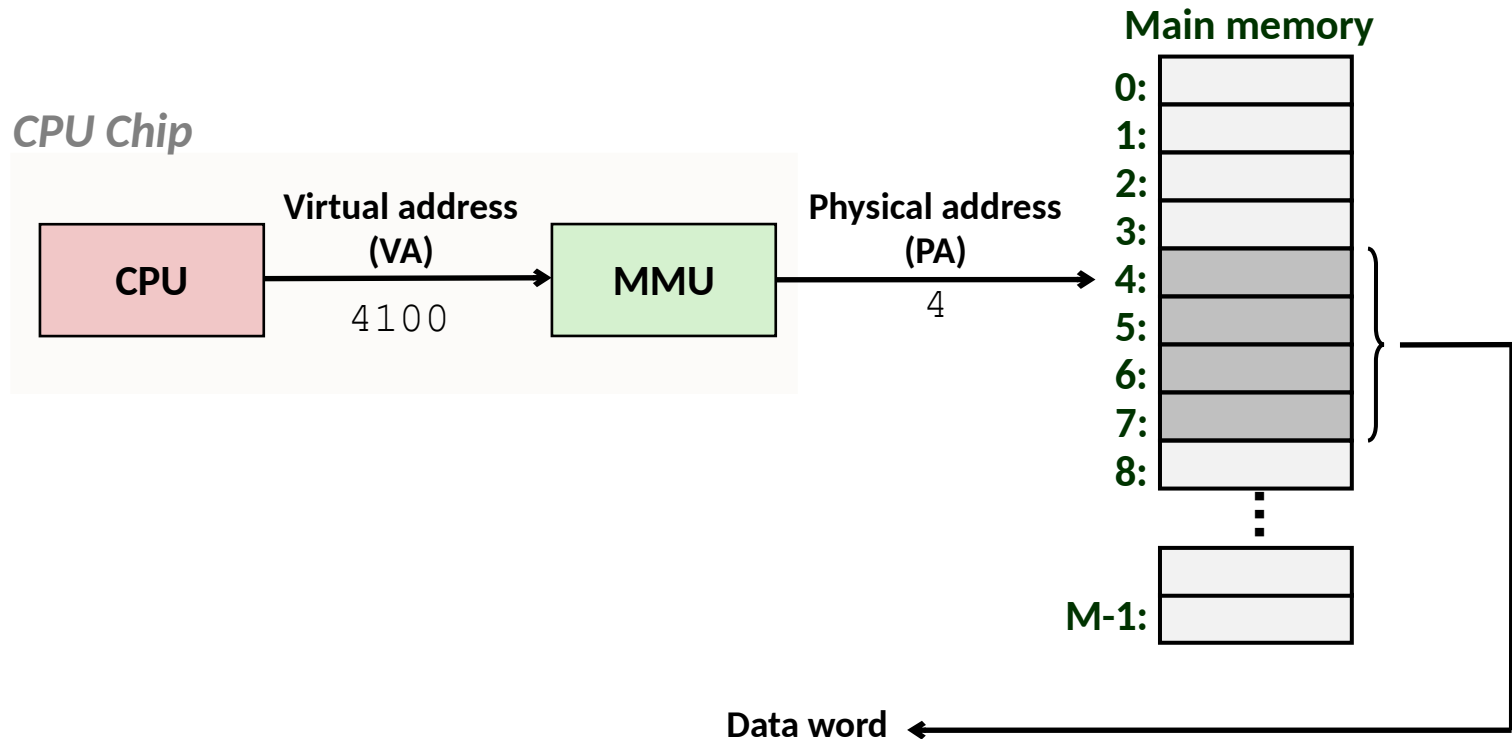 Main memory
0:
CPU Chip
1:
2:
Virtual address
(VA)
Physical address
(PA)
3:
CPU
MMU
4:
4100
4
5:
6:
7:
8:
M-1:
Data word